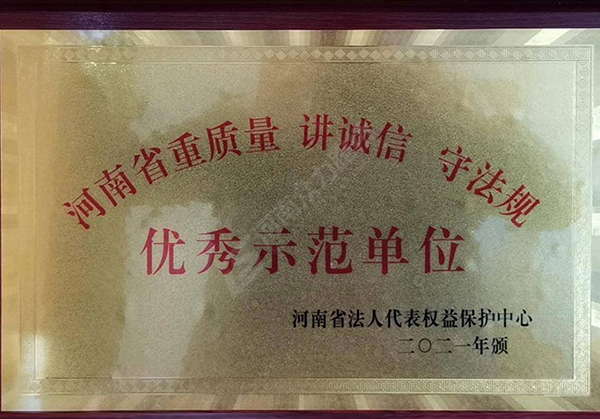 河南省重质量 讲诚信 守法规
优秀示范单位
河南省法人代表权益保护中心
二〇二一年颁